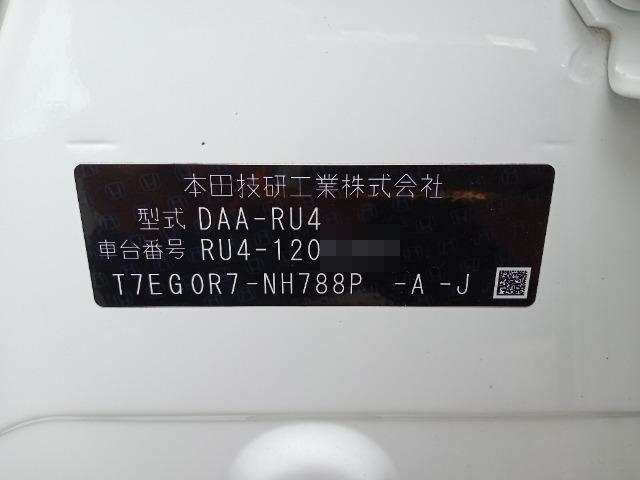 本田技研工業株式会社
型式 DAA-RU4
車台番号 RU4-120
T7EG0R7-NH788P -A -J